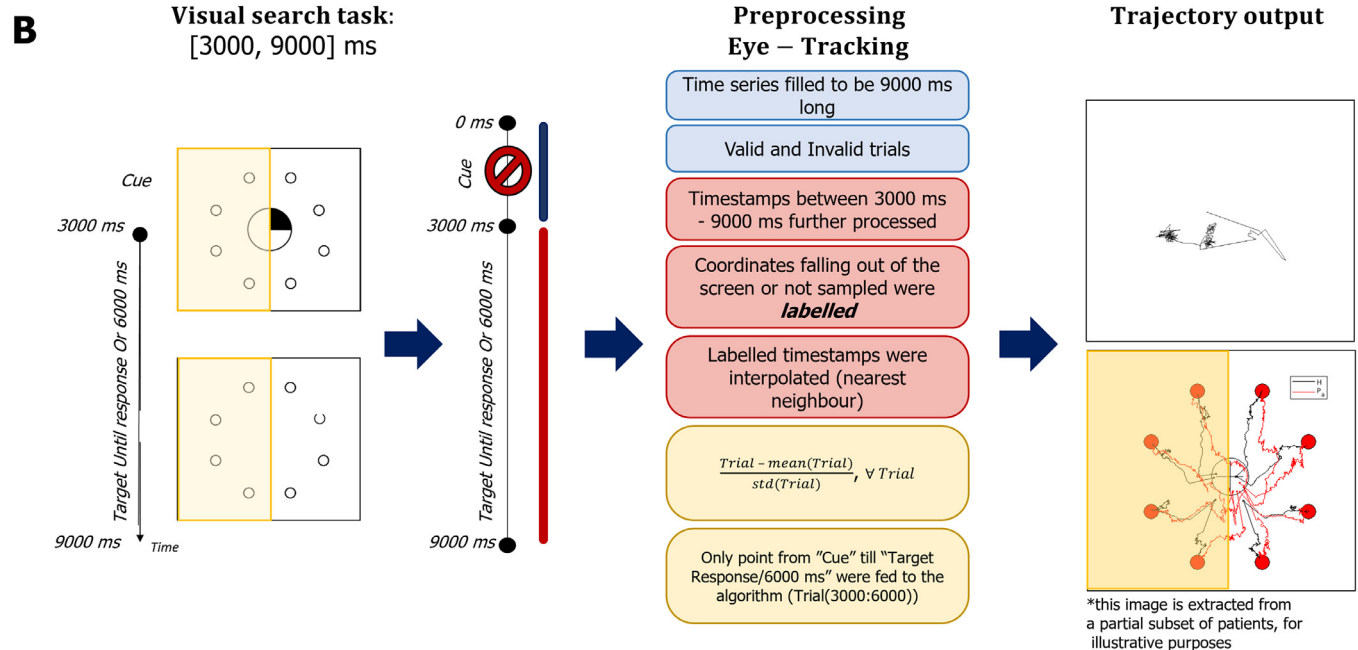 B
Visual search task:
[3000, 9000] ms
Cue
3000 ms
Target Until response Or 6000 ms
9000 ms
Time
0 ms
Cue
3000 ms
Target Until response Or 6000 ms
9000 ms
Preprocessing
Eye − Tracking
Time series filled to be 9000 ms
long
Valid and Invalid trials
Timestamps between 3000 ms
- 9000 ms further processed
Coordinates falling out of the
screen or not sampled were
labelled
Labelled timestamps were
interpolated (nearest
neighbour)
Trial – mean(Trial)
std(Trial)
, ∀ Trial
Only point from ”Cue” till “Target
Response/6000 ms” were fed to the
algorithm (Trial(3000:6000))
Trajectory output
H
Pa
*this image is extracted from
a partial subset of patients, for
illustrative purposes